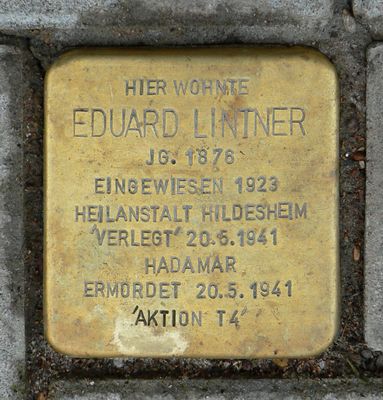 HIER WOHNTE
EDUARD LINTNER
JG. 1876
EINGEWIESEN 1923
HEILANSTALT HILDESHEIM
'VERLEGT' 20.5.1941
HADAMAR
ERMORDET 20.5.1941
'AKTION T4'